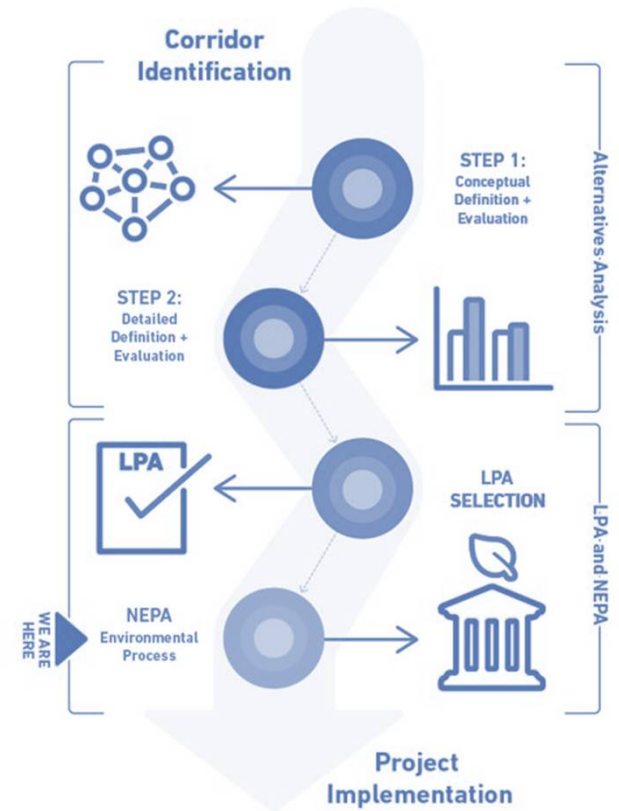 Corridor
Identification
STEP 1:
Conceptual
Definition +
Evaluation
Alternatives Analysis
STEP 2:
Detailed
Definition +
Evaluation
LPA
LPA
SELECTION
LPA and NEPA
WE ARE
HERE
NEPA
Environmental
Process
Project
Implementation